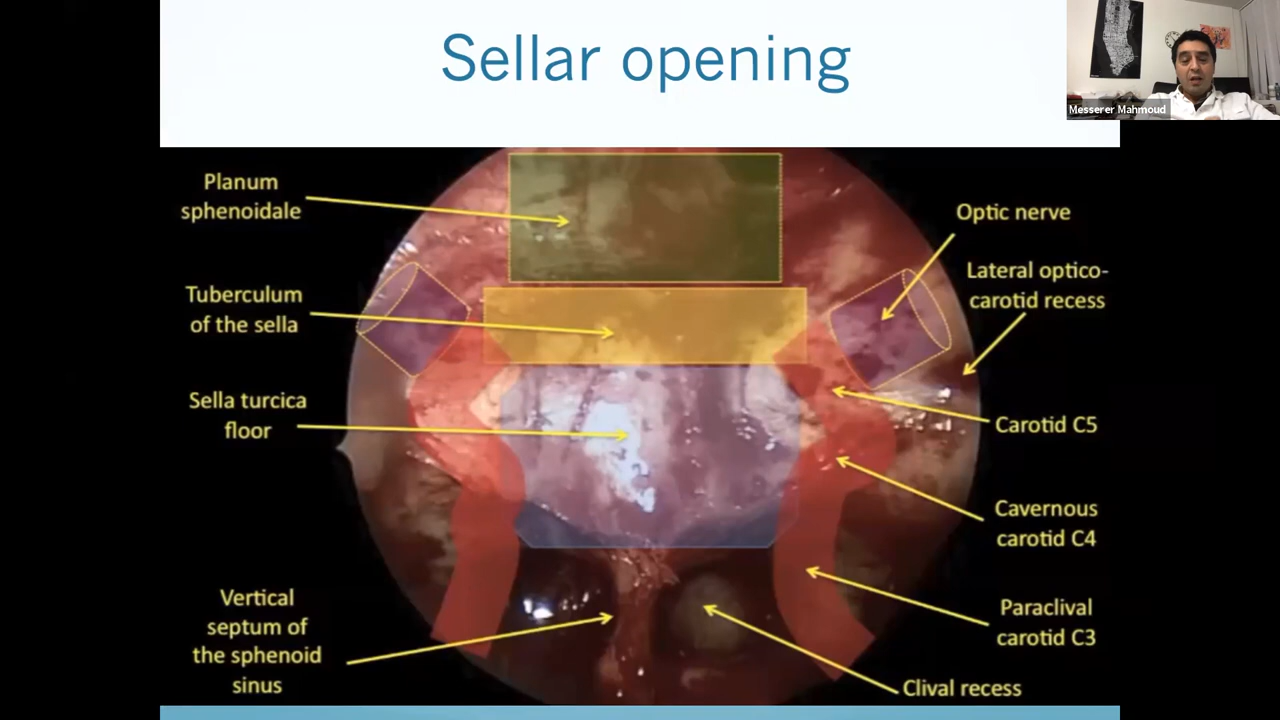 Sellar opening
Messerer Mahmoud
Planum
sphenoidale
Optic nerve
Lateral optico-
carotid recess
Tuberculum
of the sella
Sella turcica
floor
Carotid C5
Cavernous
carotid C4
Vertical
septum of
the sphenoid
sinus
Paraclival
carotid C3
Clival recess